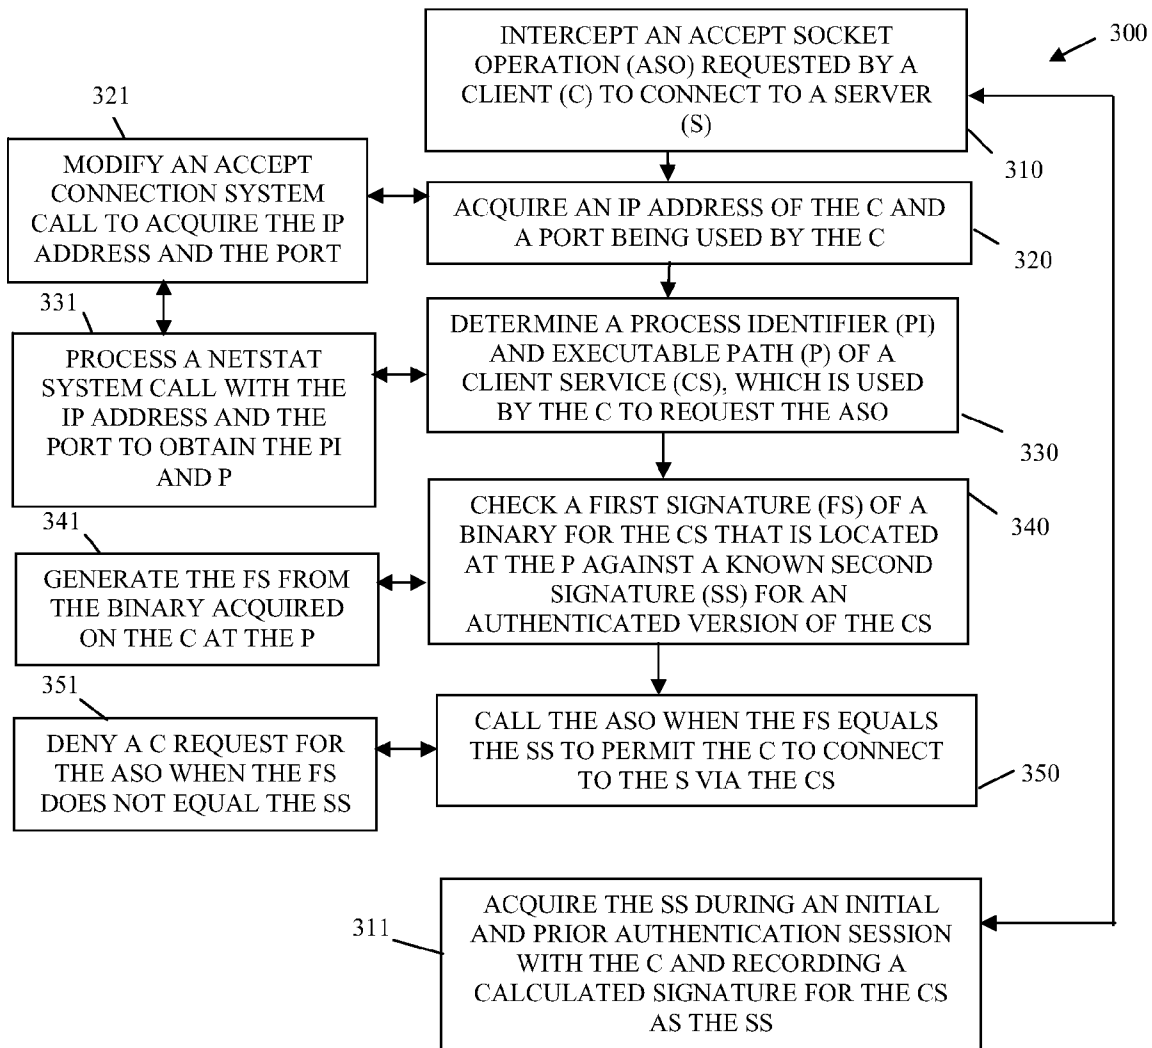 300
INTERCEPT AN ACCEPT SOCKET
OPERATION (ASO) REQUESTED BY A
CLIENT (C) TO CONNECT TO A SERVER
(S)
310
321
MODIFY AN ACCEPT
CONNECTION SYSTEM
CALL TO ACQUIRE THE IP
ADDRESS AND THE PORT
ACQUIRE AN IP ADDRESS OF THE C AND
A PORT BEING USED BY THE C
320
331
PROCESS A NETSTAT
SYSTEM CALL WITH THE
IP ADDRESS AND THE
PORT TO OBTAIN THE PI
AND P
DETERMINE A PROCESS IDENTIFIER (PI)
AND EXECUTABLE PATH (P) OF A
CLIENT SERVICE (CS), WHICH IS USED
BY THE C TO REQUEST THE ASO
330
341
GENERATE THE FS FROM
THE BINARY ACQUIRED
ON THE C AT THE P
CHECK A FIRST SIGNATURE (FS) OF A
BINARY FOR THE CS THAT IS LOCATED
AT THE P AGAINST A KNOWN SECOND
SIGNATURE (SS) FOR AN
AUTHENTICATED VERSION OF THE CS
340
351
DENY A C REQUEST FOR
THE ASO WHEN THE FS
DOES NOT EQUAL THE SS
CALL THE ASO WHEN THE FS EQUALS
THE SS TO PERMIT THE C TO CONNECT
TO THE S VIA THE CS
350
311
ACQUIRE THE SS DURING AN INITIAL
AND PRIOR AUTHENTICATION SESSION
WITH THE C AND RECORDING A
CALCULATED SIGNATURE FOR THE CS
AS THE SS